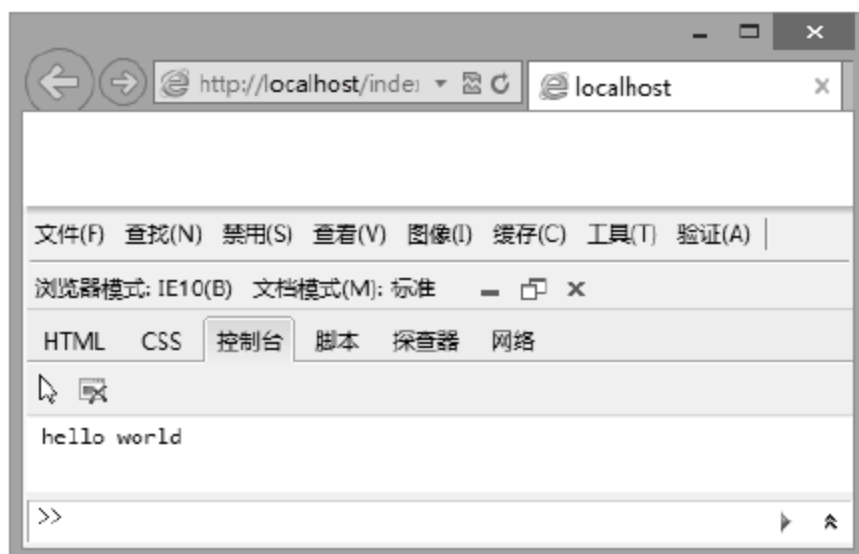 http://localhost/inde localhost
文件(F) 查找(N) 禁用(S) 查看(V) 图像(I) 缓存(C) 工具(T) 验证(A)
浏览器模式: IE10(B) 文档模式(M): 标准
HTML CSS 控制台 脚本 探查器 网络
hello world
>>